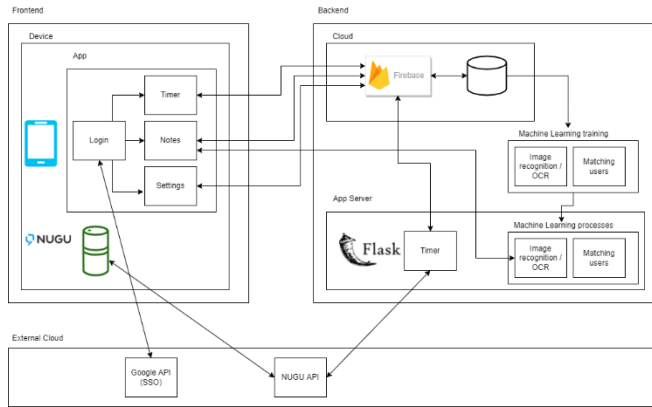 Frontend
Backend
Device
Cloud
App
Timer
Firebase
Login
Notes
Machine Learning training
Image
recognition /
OCR
Matching
users
Settings
App Server
Machine Learning processes
NUGU
Flask
Timer
Image
recognition /
OCR
Matching
users
External Cloud
Google API
(SSO)
NUGU API